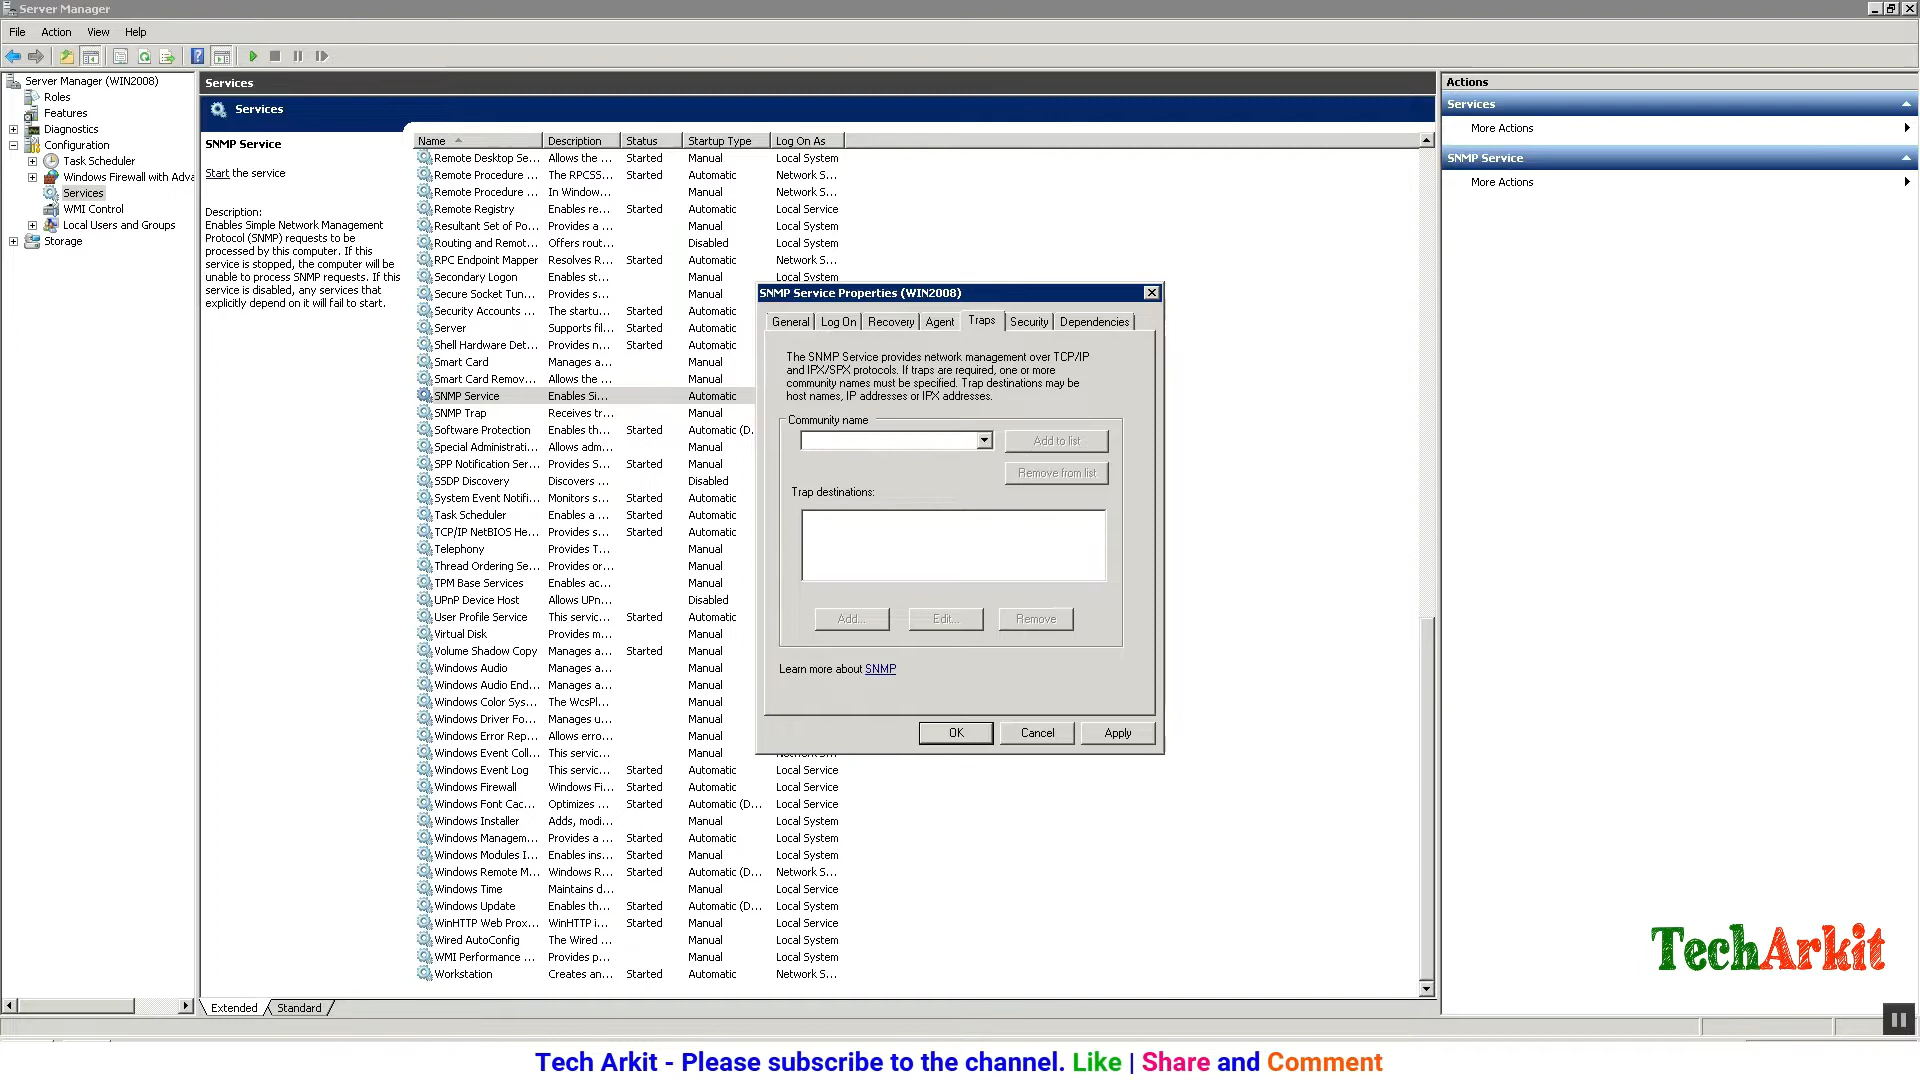 Server Manager
File Action View Help
Server Manager (WIN2008)
Roles
Features
Diagnostics
Configuration
Task Scheduler
Windows Firewall with Adva
Services
WMI Control
Local Users and Groups
Storage
Services
Services
SNMP Service
Start the service
Description:
Enables Simple Network Management
Protocol (SNMP) requests to be
processed by this computer. If this
service is stopped, the computer will be
unable to process SNMP requests. If this
service is disabled, any services that
explicitly depend on it will fail to start.
Name Description Status Startup Type Log On As
Remote Desktop Se... Allows the ... Started Manual Local System
Remote Procedure ... The RPCSS... Started Automatic Network S...
Remote Procedure ... In Window... Manual Network S...
Remote Registry Enables re... Started Automatic Local Service
Resultant Set of Po... Provides a ... Manual Local System
Routing and Remot... Offers rout... Disabled Local System
RPC Endpoint Mapper Resolves R... Started Automatic Network S...
Secondary Logon Enables st... Manual Local System
Secure Socket Tun... Provides s... Manual
Security Accounts ... The startu... Started Automatic
Server Supports fil... Started Automatic
Shell Hardware Det... Provides n... Started Automatic
Smart Card Manages a... Manual
Smart Card Remov... Allows the ... Manual
SNMP Service Enables Si... Automatic
SNMP Trap Receives tr... Manual
Software Protection Enables th... Started Automatic (D.
Special Administrati... Allows adm... Manual
SPP Notification Ser... Provides S... Started Manual
SSDP Discovery Discovers ... Disabled
System Event Notifi... Monitors s... Started Automatic
Task Scheduler Enables a ... Started Automatic
TCP/IP NetBIOS He... Provides s... Started Automatic
Telephony Provides T... Manual
Thread Ordering Se... Provides or... Manual
TPM Base Services Enables ac... Manual
UPnP Device Host Allows UPn... Disabled
User Profile Service This servic... Started Automatic
Virtual Disk Provides m... Manual
Volume Shadow Copy Manages a... Started Manual
Windows Audio Manages a... Manual
Windows Audio End... Manages a... Manual
Windows Color Sys... The WcsPl... Manual
Windows Driver Fo... Manages u... Manual
Windows Error Rep... Allows erro... Manual
Windows Event Coll... This servic... Manual
Windows Event Log This servic... Started Automatic Local Service
Windows Firewall Windows Fi... Started Automatic Local Service
Windows Font Cac... Optimizes ... Started Automatic (D... Local Service
Windows Installer Adds, modi... Manual Local System
Windows Managem... Provides a ... Started Automatic Local System
Windows Modules I... Enables ins... Started Manual Local System
Windows Remote M... Windows R... Started Automatic (D... Network S...
Windows Time Maintains d... Manual Local Service
Windows Update Enables th... Started Automatic (D... Local System
WinHTTP Web Prox... WinHTTP i... Started Manual Local Service
Wired AutoConfig The Wired ... Manual Local System
WMI Performance ... Provides p... Manual Local System
Workstation Creates an... Started Automatic Network S...
Extended Standard
SNMP Service Properties (WIN2008)
General Log On Recovery Agent Traps Security Dependencies
The SNMP Service provides network management over TCP/IP
and IPX/SPX protocols. If traps are required, one or more
community names must be specified. Trap destinations may be
host names, IP addresses or IPX addresses.
Community name
Add to list
Remove from list
Trap destinations:
Add... Edit... Remove
Learn more about SNMP
OK Cancel Apply
Actions
Services
More Actions
SNMP Service
More Actions
TechArkit
Tech Arkit - Please subscribe to the channel. Like | Share and Comment